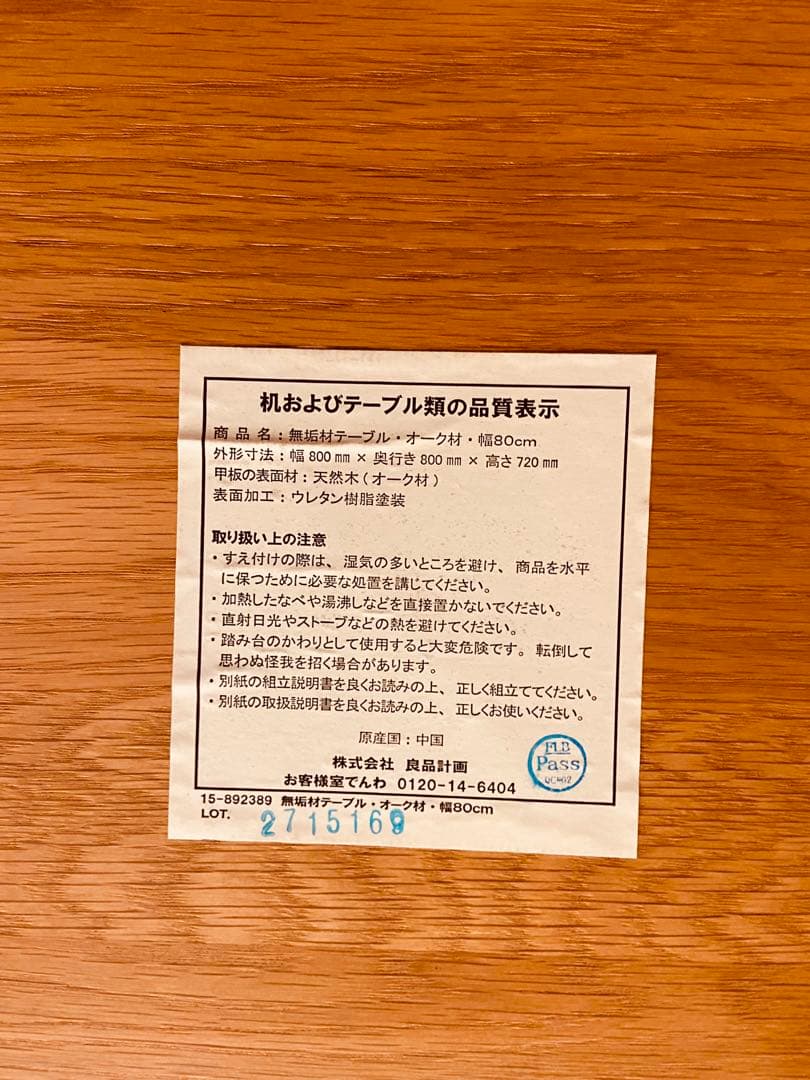 机およびテーブル類の品質表示
商品名：無垢材テーブル・オーク材・幅80cm
外形寸法：幅800㎜×奥行き800㎜×高さ720㎜
甲板の表面材：天然木(オーク材)
表面加工：ウレタン樹脂塗装
取り扱い上の注意
・すえ付けの際は、湿気の多いところを避け、商品を水平
に保つために必要な処置を講じてください。
・加熱したなべや湯沸しなどを直接置かないでください。
・直射日光やストーブなどの熱を避けてください。
・踏み台のかわりとして使用すると大変危険です。転倒して
思わぬ怪我を招く場合があります。
・別紙の組立説明書を良くお読みの上、正しく組立ててください。
・別紙の取扱説明書を良くお読みの上、正しくお使いください。
原産国：中国
株式会社 良品計画
お客様室でんわ 0120-14-6404
Pass
15-892389 無垢材テーブル・オーク材・幅80cm
LOT. 2715169